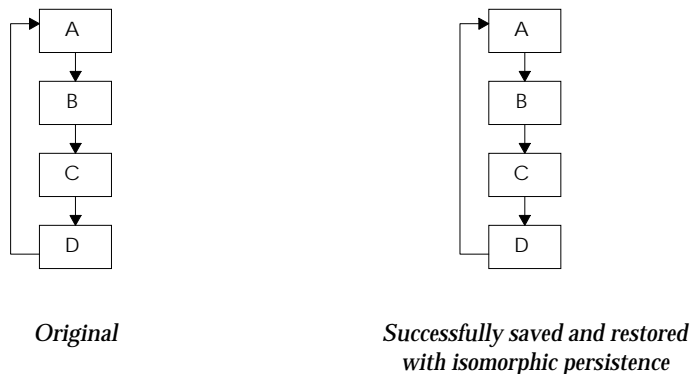 A
B
C
D
Original
A
B
C
D
Successfully saved and restored
with isomorphic persistence